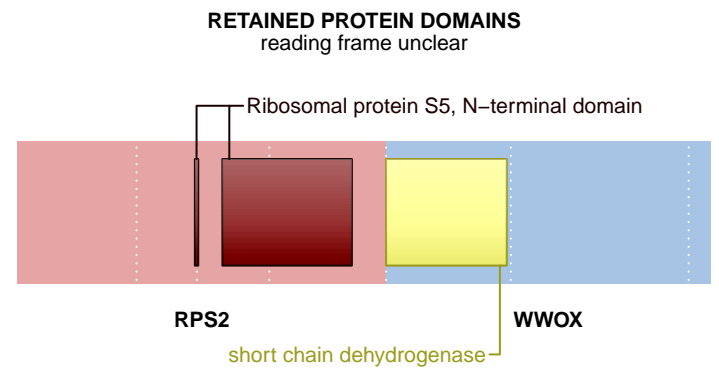 RETAINED PROTEIN DOMAINS
reading frame unclear
Ribosomal protein S5, N−terminal domain
RPS2
WWOX
short chain dehydrogenase